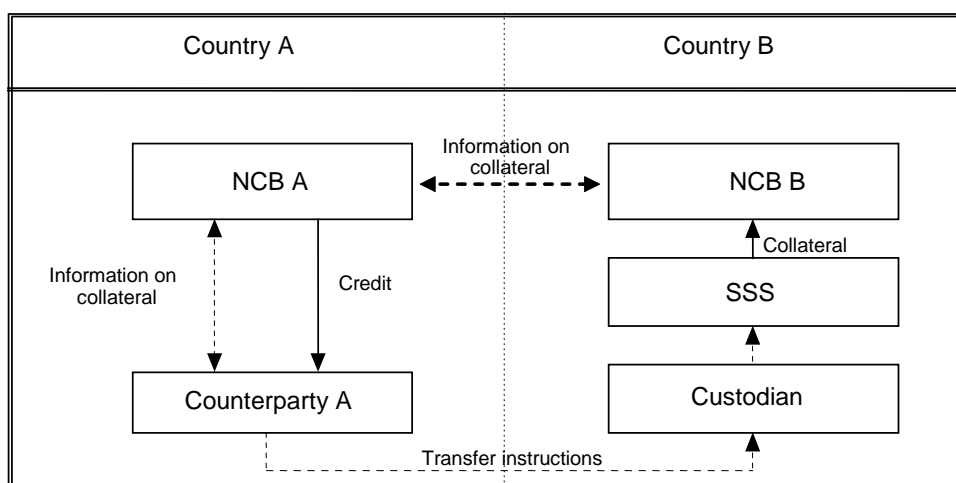 Country A
Country B
Information on
collateral
NCB A
NCB B
Collateral
Information on
collateral
Credit
SSS
Counterparty A
Custodian
Transfer instructions